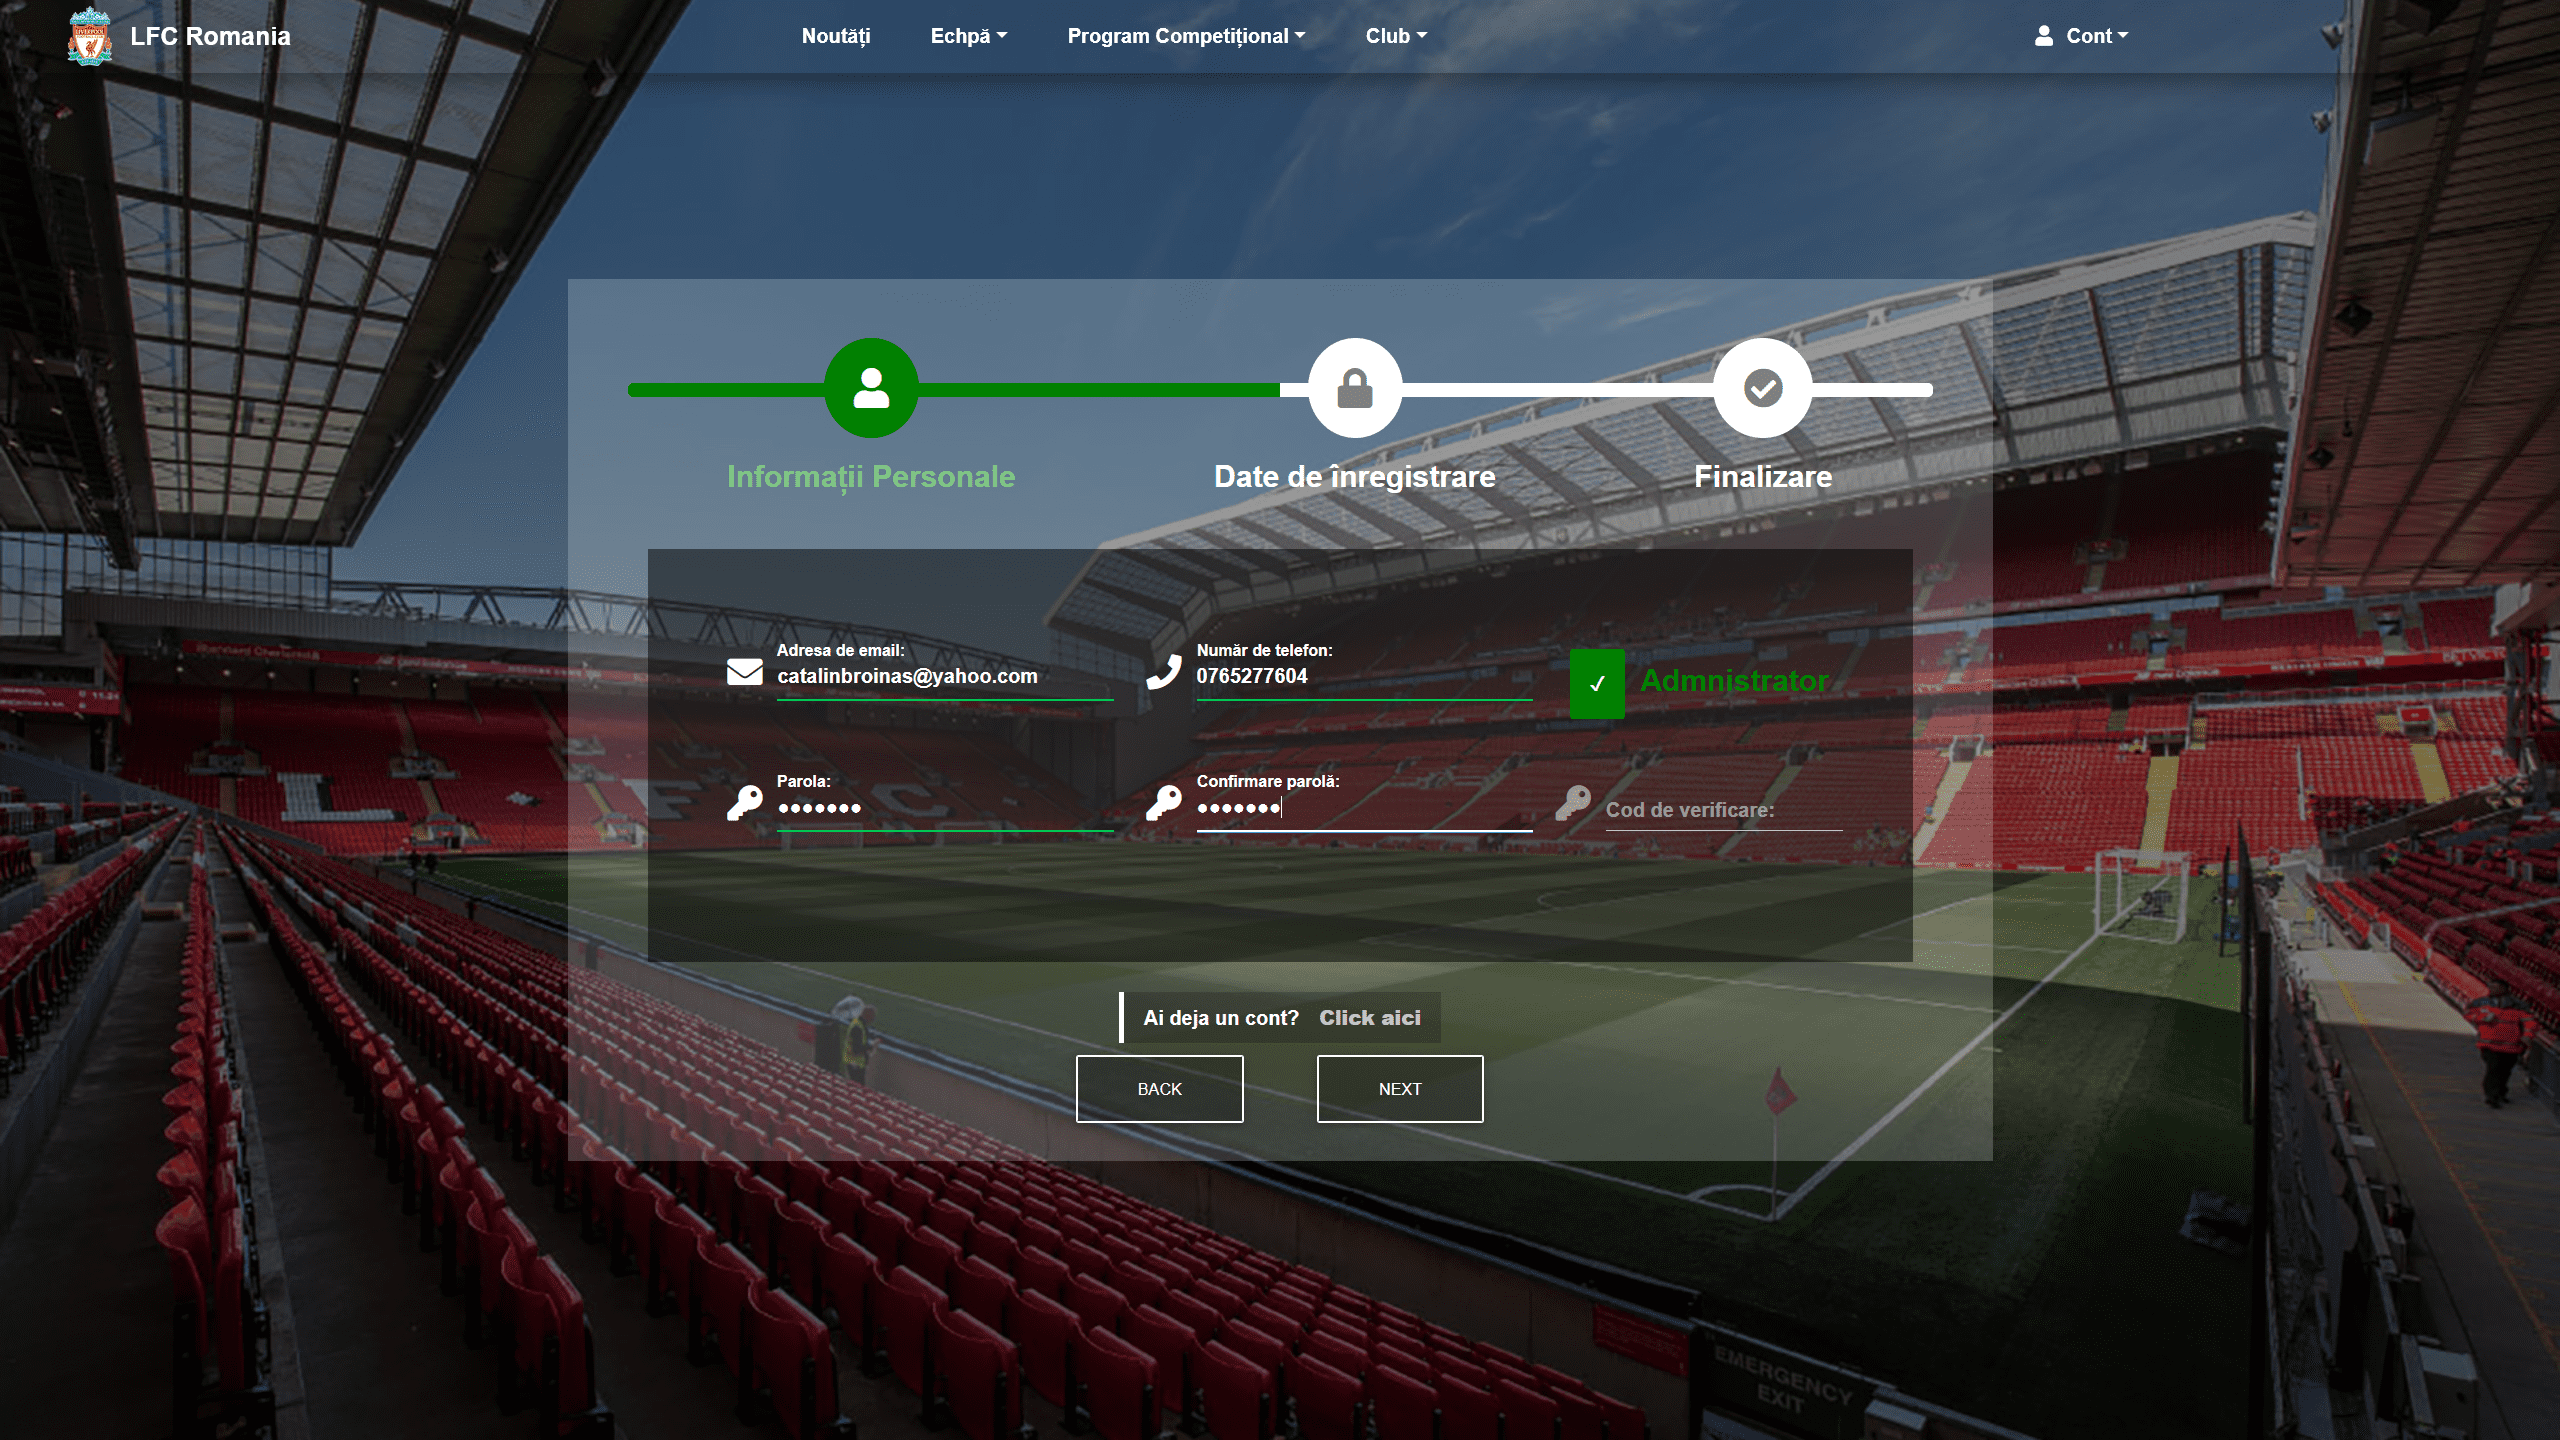 LFC Romania
Noutăți
Echpă
Program Competițional
Club
Cont
Informații Personale
Date de înregistrare
Finalizare
Adresa de email:
catalinbroinas@yahoo.com
Număr de telefon:
0765277604
Admnistrator
Parola:
•••••••
Confirmare parolă:
•••••••
Cod de verificare:
Ai deja un cont? Click aici
BACK
NEXT
EMERGENCY
EXIT